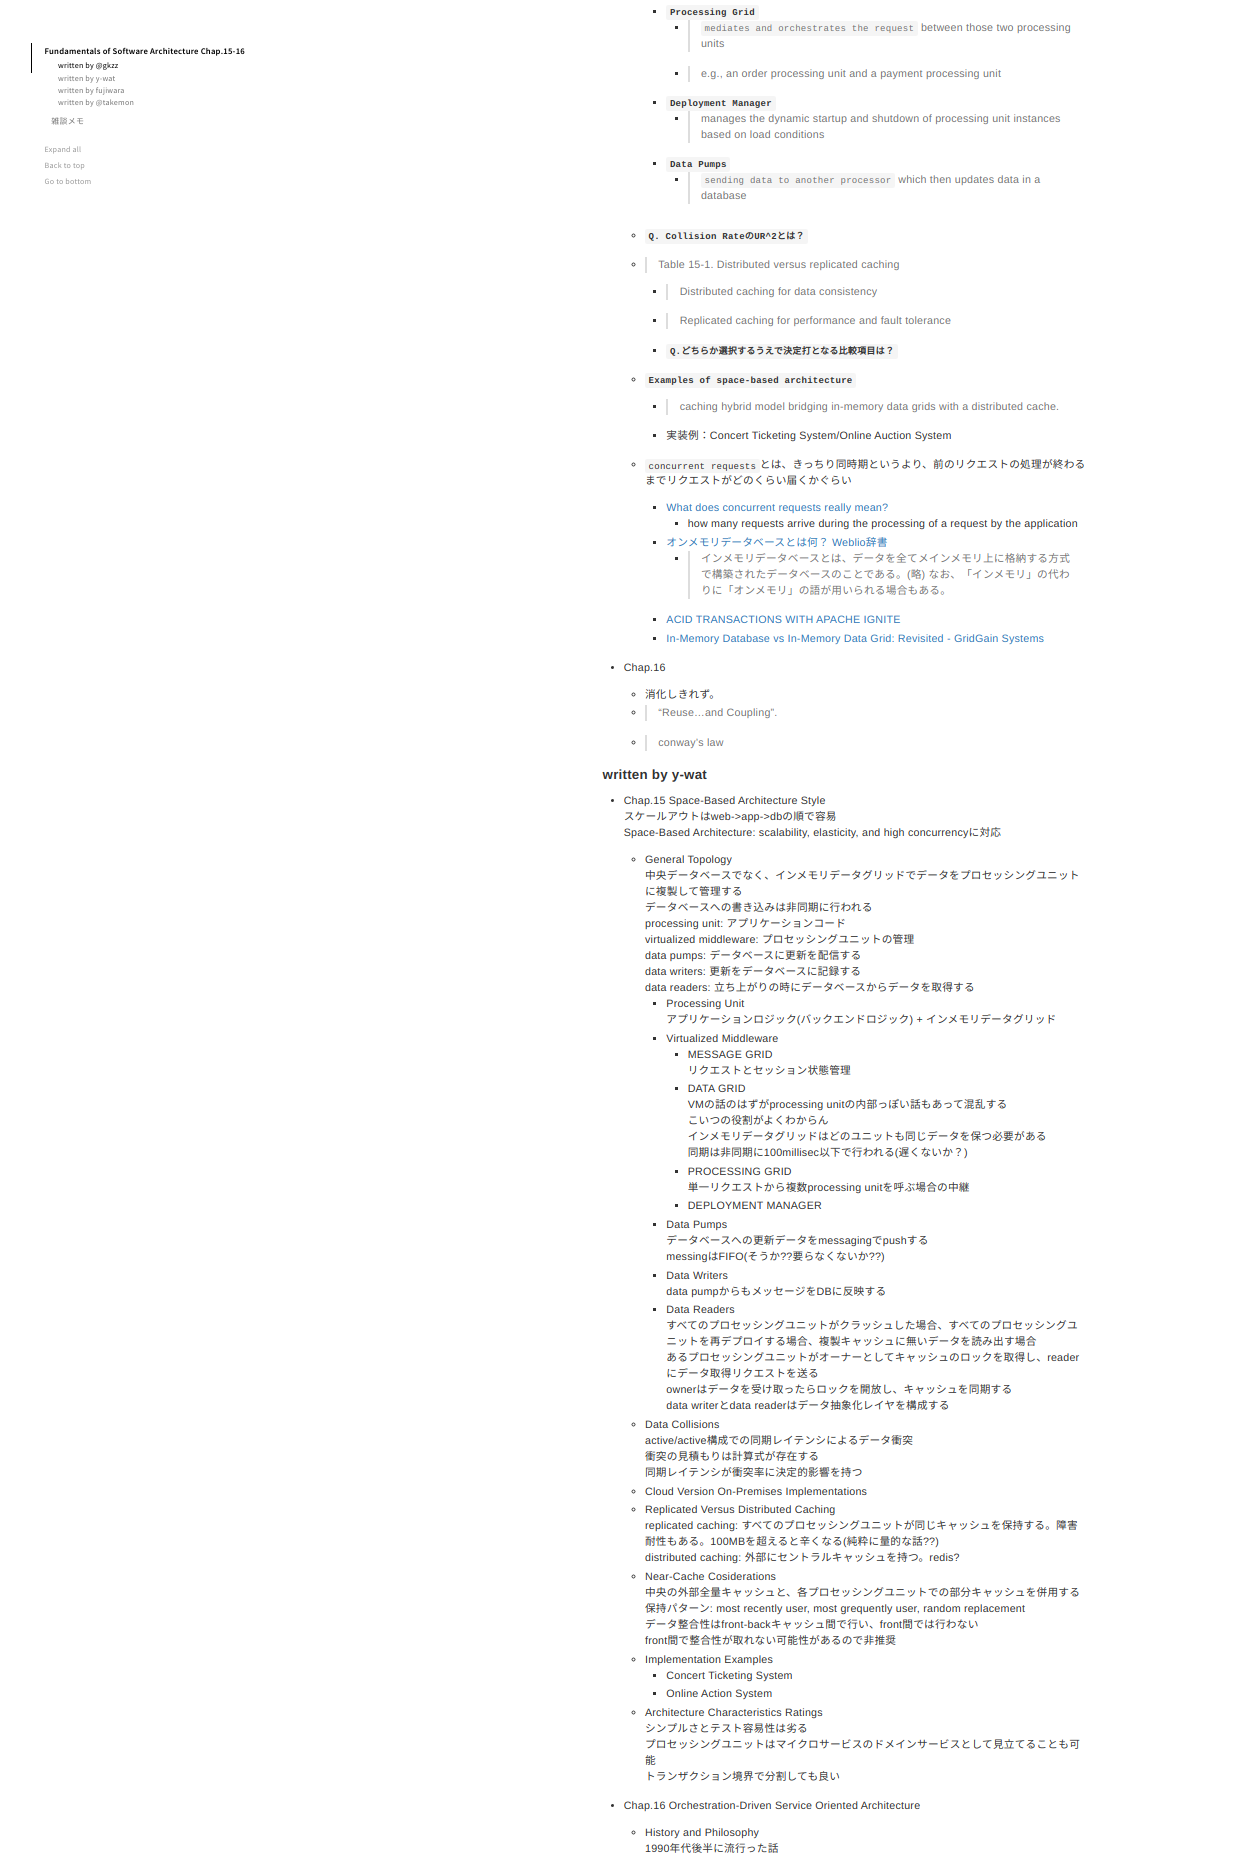 Fundamentals of Software Architecture Chap.15-16
written by @gkzz
written by y-wat
written by fujiwara
written by @takemon
雑談メモ
Expand all
Back to top
Go to bottom
Processing Grid
mediates and orchestrates the request between those two processing
units
e.g., an order processing unit and a payment processing unit
Deployment Manager
manages the dynamic startup and shutdown of processing unit instances
based on load conditions
Data Pumps
sending data to another processor which then updates data in a
database
Q. Collision RateのUR^2とは？
Table 15-1. Distributed versus replicated caching
Distributed caching for data consistency
Replicated caching for performance and fault tolerance
Q.どちらか選択するうえで決定打となる比較項目は？
Examples of space-based architecture
caching hybrid model bridging in-memory data grids with a distributed cache.
実装例：Concert Ticketing System/Online Auction System
concurrent requests とは、きっちり同時期というより、前のリクエストの処理が終わる
までリクエストがどのくらい届くかぐらい
What does concurrent requests really mean?
how many requests arrive during the processing of a request by the application
オンメモリデータベースとは何？ Weblio辞書
インメモリデータベースとは、データを全てメインメモリ上に格納する方式
で構築されたデータベースのことである。(略) なお、「インメモリ」の代わ
りに「オンメモリ」の語が用いられる場合もある。
ACID TRANSACTIONS WITH APACHE IGNITE
In-Memory Database vs In-Memory Data Grid: Revisited - GridGain Systems
Chap.16
消化しきれず。
“Reuse…and Coupling”.
conway’s law
written by y-wat
Chap.15 Space-Based Architecture Style
スケールアウトはweb->app->dbの順で容易
Space-Based Architecture: scalability, elasticity, and high concurrencyに対応
General Topology
中央データベースでなく、インメモリデータグリッドでデータをプロセッシングユニット
に複製して管理する
データベースへの書き込みは非同期に行われる
processing unit: アプリケーションコード
virtualized middleware: プロセッシングユニットの管理
data pumps: データベースに更新を配信する
data writers: 更新をデータベースに記録する
data readers: 立ち上がりの時にデータベースからデータを取得する
Processing Unit
アプリケーションロジック(バックエンドロジック) + インメモリデータグリッド
Virtualized Middleware
MESSAGE GRID
リクエストとセッション状態管理
DATA GRID
VMの話のはずがprocessing unitの内部っぽい話もあって混乱する
こいつの役割がよくわからん
インメモリデータグリッドはどのユニットも同じデータを保つ必要がある
同期は非同期に100millisec以下で行われる(遅くないか？)
PROCESSING GRID
単一リクエストから複数processing unitを呼ぶ場合の中継
DEPLOYMENT MANAGER
Data Pumps
データベースへの更新データをmessagingでpushする
messingはFIFO(そうか??要らなくないか??)
Data Writers
data pumpからもメッセージをDBに反映する
Data Readers
すべてのプロセッシングユニットがクラッシュした場合、すべてのプロセッシングユ
ニットを再デプロイする場合、複製キャッシュに無いデータを読み出す場合
あるプロセッシングユニットがオーナーとしてキャッシュのロックを取得し、reader
にデータ取得リクエストを送る
ownerはデータを受け取ったらロックを開放し、キャッシュを同期する
data writerとdata readerはデータ抽象化レイヤを構成する
Data Collisions
active/active構成での同期レイテンシによるデータ衝突
衝突の見積もりは計算式が存在する
同期レイテンシが衝突率に決定的影響を持つ
Cloud Version On-Premises Implementations
Replicated Versus Distributed Caching
replicated caching: すべてのプロセッシングユニットが同じキャッシュを保持する。障害
耐性もある。100MBを超えると辛くなる(純粋に量的な話??)
distributed caching: 外部にセントラルキャッシュを持つ。redis?
Near-Cache Cosiderations
中央の外部全量キャッシュと、各プロセッシングユニットでの部分キャッシュを併用する
保持パターン: most recently user, most grequently user, random replacement
データ整合性はfront-backキャッシュ間で行い、front間では行わない
front間で整合性が取れない可能性があるので非推奨
Implementation Examples
Concert Ticketing System
Online Action System
Architecture Characteristics Ratings
シンプルさとテスト容易性は劣る
プロセッシングユニットはマイクロサービスのドメインサービスとして見立てることも可
能
トランザクション境界で分割しても良い
Chap.16 Orchestration-Driven Service Oriented Architecture
History and Philosophy
1990年代後半に流行った話